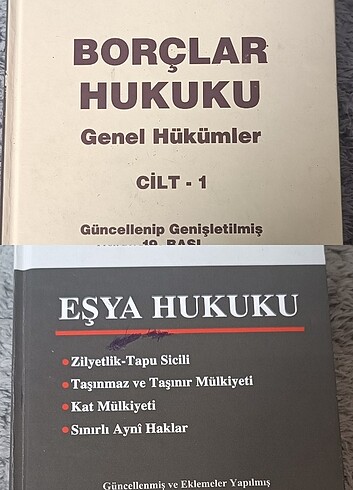 BORÇLAR
HUKUKU
Genel Hükümler
CİLT - 1
Güncellenip Genişletilmiş
19. BASI
EŞYA HUKUKU
Zilyetlik-Tapu Sicili
Taşınmaz ve Taşınır Mülkiyeti
Kat Mülkiyeti
Sınırlı Aynî Haklar
Güncellenmiş ve Eklemeler Yapılmış